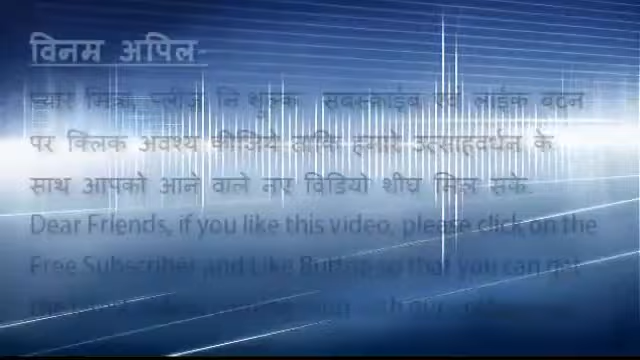 विनम्र अपिल-
प्यारे मित्रों प्लीज निःशुल्क सबस्क्राईब एवं लाईक बटन
पर क्लिक अवश्य कीजिये ताकि हमारे उत्साहवर्धन के
साथ आपको आने वाले नए विडियो शीघ्र मिल सके
Dear Friends, if you like this video, please click on the
Free Subscriber and Like Button so that you can get